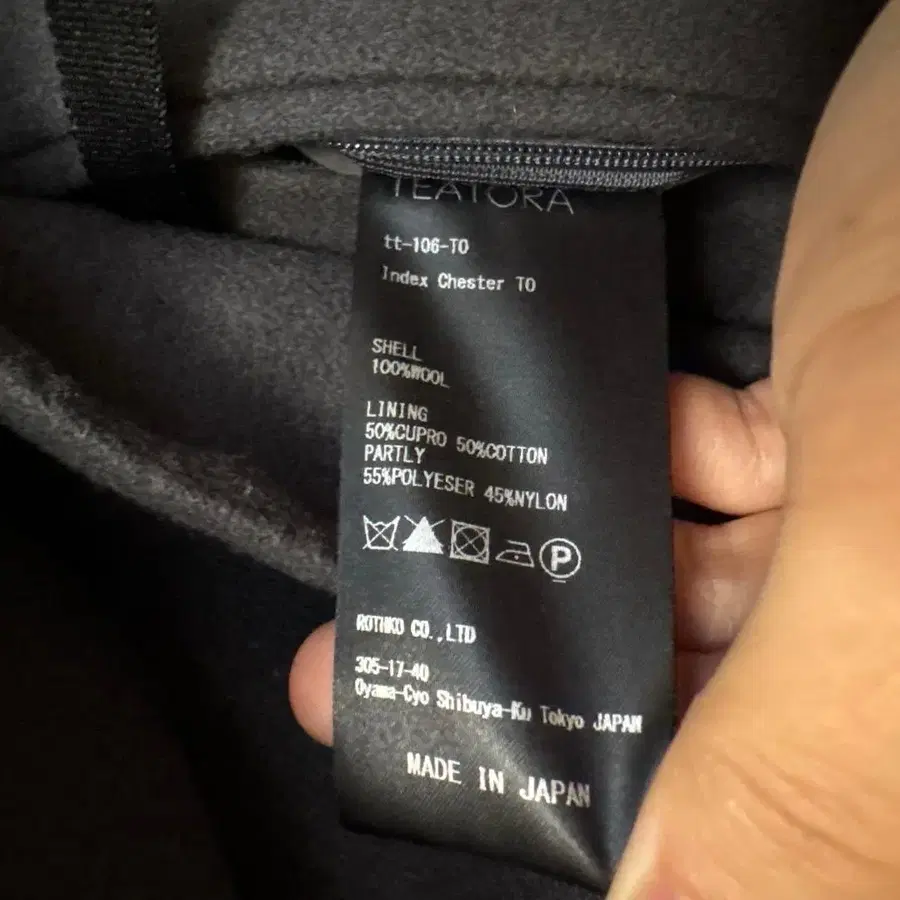 TEATORA
tt-106-TO
Index Chester TO
SHELL
100%WOOL
LINING
50%CUPRO 50%COTTON
PARTLY
55%POLYESER 45%NYLON
P
ROTHKO CO.,LTD
305-17-40
Oyama-Cyo Shibuya-Ku Tokyo JAPAN
MADE IN JAPAN